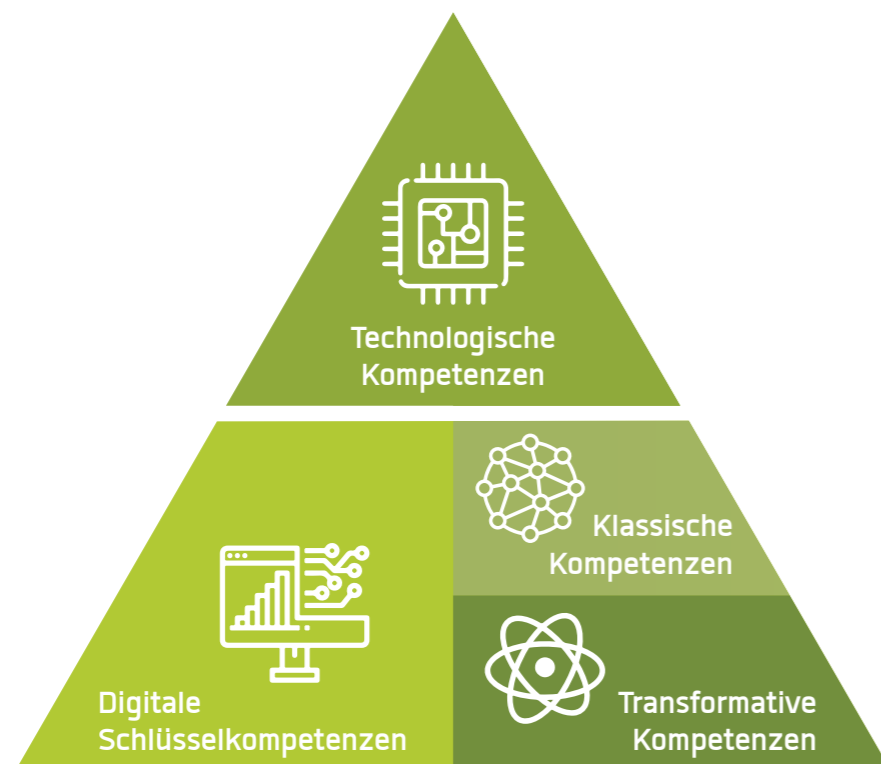 Technologische
Kompetenzen
Klassische
Kompetenzen
Digitale
Schlüsselkompetenzen
Transformative
Kompetenzen